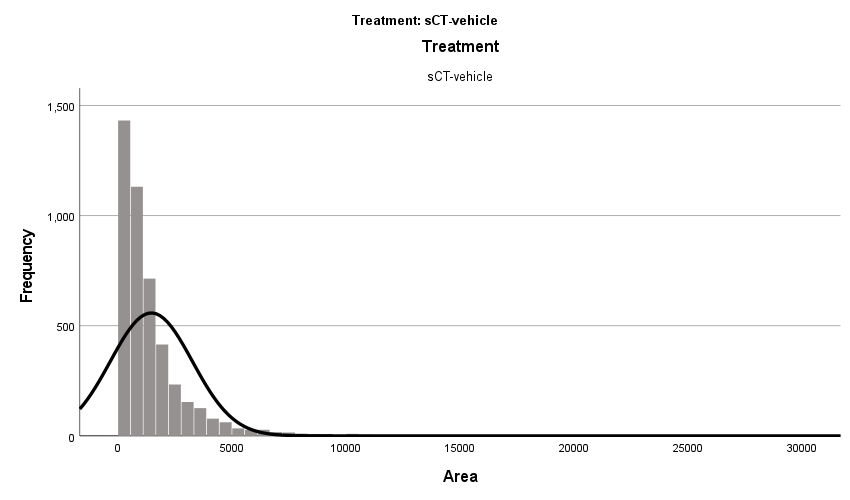 Treatment: sCT-vehicle
Treatment
sCT-vehicle
1,500
1,000
500
0
Frequency
0 5000 10000 15000 20000 25000 30000
Area